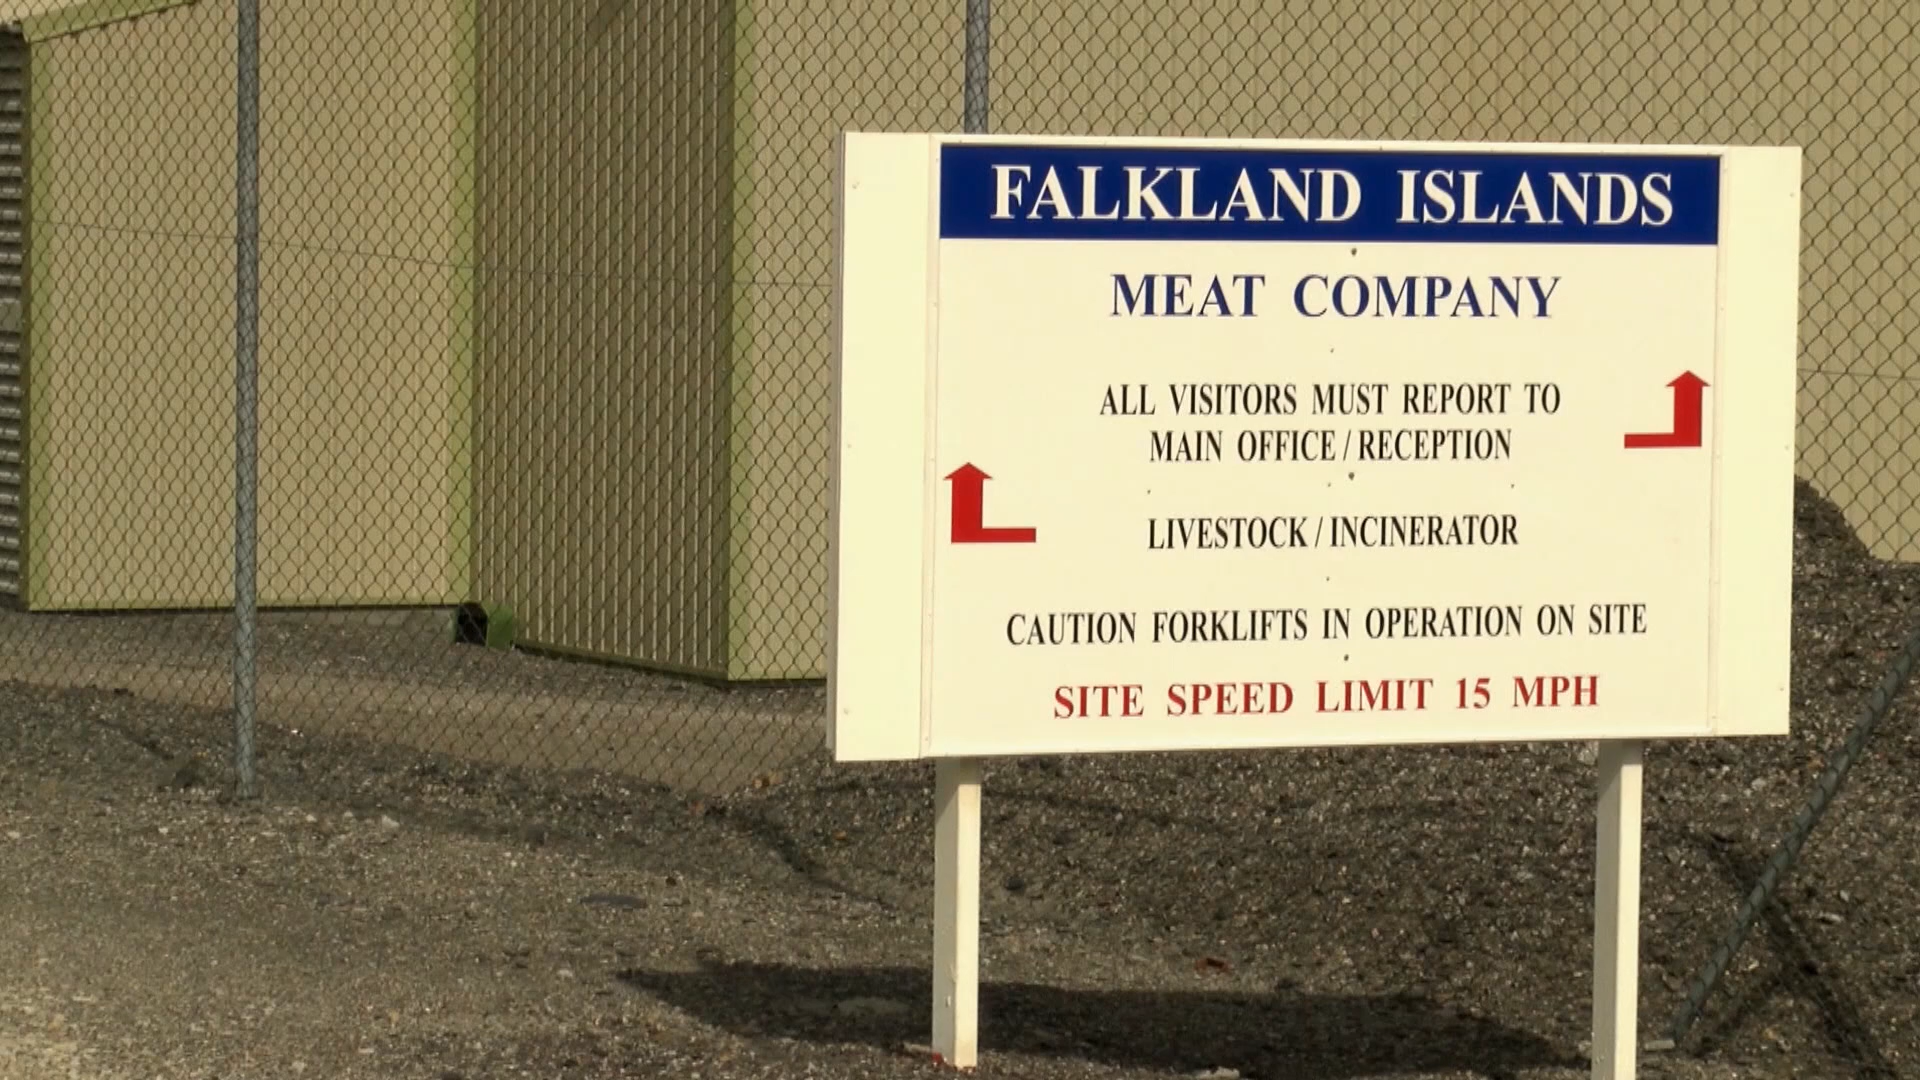 FALKLAND ISLANDS
MEAT COMPANY
ALL VISITORS MUST REPORT TO
MAIN OFFICE / RECEPTION
LIVESTOCK / INCINERATOR
CAUTION FORKLIFTS IN OPERATION ON SITE
SITE SPEED LIMIT 15 MPH